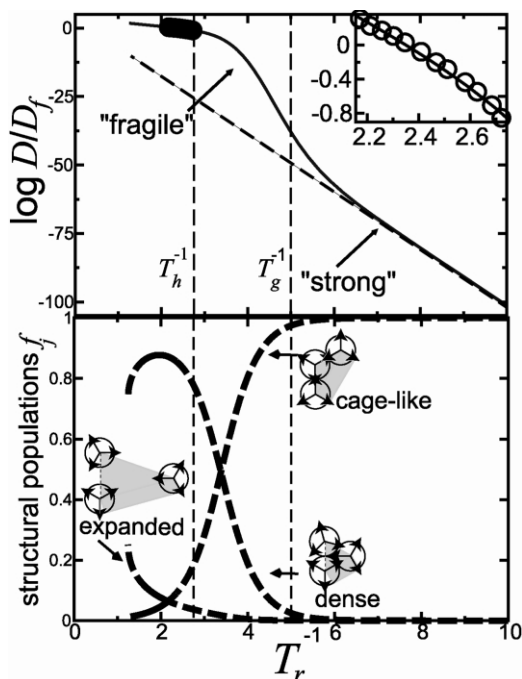 0
-25
-50
-75
-100
log D/D_f
"fragile"
"strong"
T_h^{-1}
T_g^{-1}
0
-0.4
-0.8
2.2 2.4 2.6
1
0.8
0.6
0.4
0.2
0
structural populations f_j
cage-like
expanded
dense
0 2 4 6 8 10
T_r^{-1}